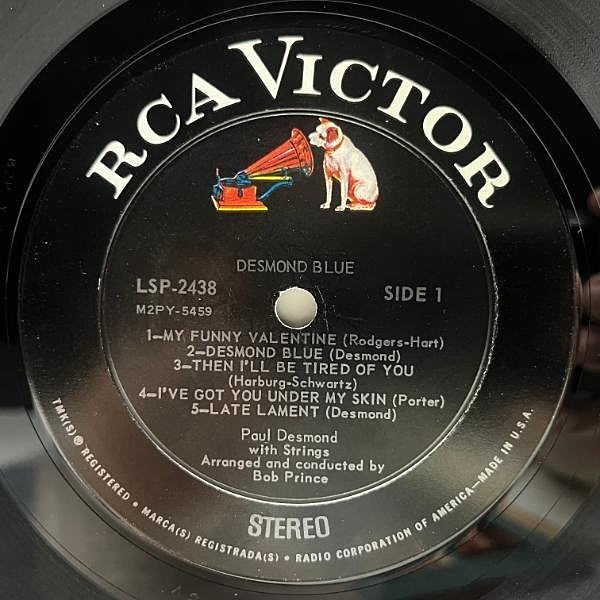 RCA VICTOR
DESMOND BLUE
LSP-2438
SIDE 1
M2PY-5459
1—MY FUNNY VALENTINE (Rodgers-Hart)
2—DESMOND BLUE (Desmond)
3—THEN I'LL BE TIRED OF YOU
(Harburg-Schwartz)
4—I'VE GOT YOU UNDER MY SKIN (Porter)
5—LATE LAMENT (Desmond)
Paul Desmond
with Strings
Arranged and conducted by
Bob Prince
STEREO
TMK(S) ® REGISTERED • MARCA(S) REGISTRADA(S) • RADIO CORPORATION OF AMERICA—MADE IN U.S.A.